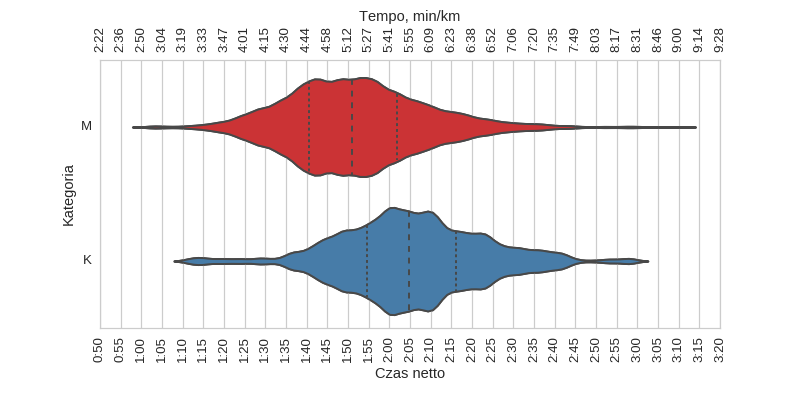 Tempo, min/km
2:22 2:36 2:50 3:04 3:19 3:33 3:47 4:01 4:15 4:30 4:44 4:58 5:12 5:27 5:41 5:55 6:09 6:23 6:38 6:52 7:06 7:20 7:35 7:49 8:03 8:17 8:31 8:46 9:00 9:14 9:28
Kategoria
M
K
0:50 0:55 1:00 1:05 1:10 1:15 1:20 1:25 1:30 1:35 1:40 1:45 1:50 1:55 2:00 2:05 2:10 2:15 2:20 2:25 2:30 2:35 2:40 2:45 2:50 2:55 3:00 3:05 3:10 3:15 3:20
Czas netto